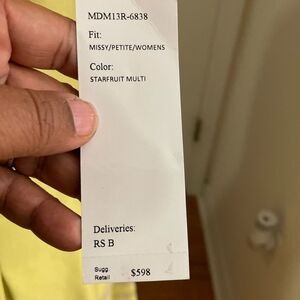 MDM13R-6838
Fit:
MISSY/PETITE/WOMENS
Color:
STARFRUIT MULTI
Deliveries:
RS B
Sugg.
Retail $598